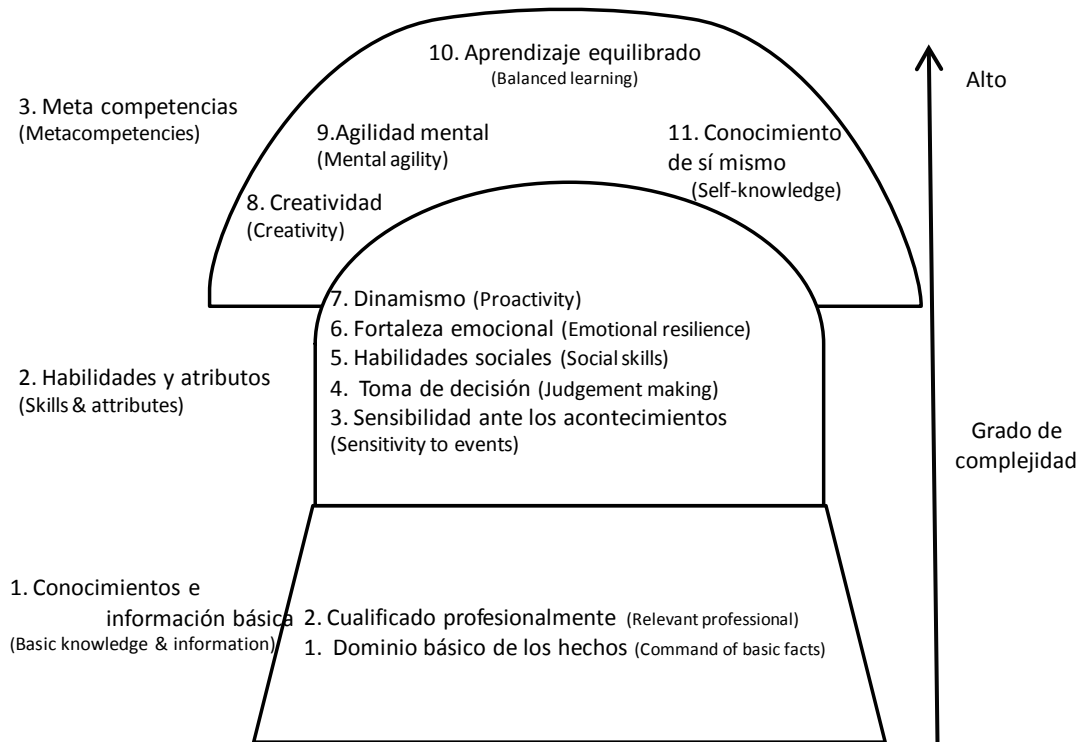 10. Aprendizaje equilibrado
(Balanced learning)
Alto
3. Meta competencias
(Metacompetencies)
9.Agilidad mental
(Mental agility)
11. Conocimiento
de sí mismo
(Self-knowledge)
8. Creatividad
(Creativity)
7. Dinamismo (Proactivity)
6. Fortaleza emocional (Emotional resilience)
5. Habilidades sociales (Social skills)
4. Toma de decisión (Judgement making)
3. Sensibilidad ante los acontecimientos
(Sensitivity to events)
2. Habilidades y atributos
(Skills & attributes)
Grado de
complejidad
1. Conocimientos e
información básica
(Basic knowledge & information)
2. Cualificado profesionalmente (Relevant professional)
1. Dominio básico de los hechos (Command of basic facts)